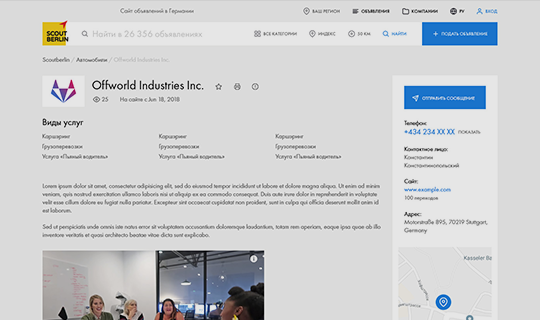 Сайт объявлений в Германии
ВАШ РЕГИОН
ОБЪЯВЛЕНИЯ
КОМПАНИИ
РУ
ВХОД
SCOUT
BERLIN
Найти в 26 356 объявлениях
ВСЕ КАТЕГОРИИ
ИНДЕКС
50 КМ
НАЙТИ
+ ПОДАТЬ ОБЪЯВЛЕНИЕ
Scoutberlin / Автомобили / Offworld Industries Inc.
Offworld Industries Inc.
25
На сайте с Jun 18, 2018
Виды услуг
Каршеринг
Каршеринг
Каршеринг
Грузоперевозки
Грузоперевозки
Грузоперевозки
Услуга «Пьяный водитель»
Услуга «Пьяный водитель»
Услуга «Пьяный водитель»
Lorem ipsum dolor sit amet, consectetur adipisicing elit, sed do eiusmod tempor incididunt ut labore et dolore magna aliqua. Ut enim ad minim
veniam, quis nostrud exercitation ullamco laboris nisi ut aliquip ex ea commodo consequat. Duis aute irure dolor in reprehenderit in voluptate
velit esse cillum dolore eu fugiat nulla pariatur. Excepteur sint occaecat cupidatat non proident, sunt in culpa qui officia deserunt mollit anim id
est laborum.
Sed ut perspiciatis unde omnis iste natus error sit voluptatem accusantium doloremque laudantium, totam rem aperiam, eaque ipsa quae ab illo
inventore veritatis et quasi architecto beatae vitae dicta sunt explicabo.
ОТПРАВИТЬ СООБЩЕНИЕ
Телефон:
+434 234 XX XX ПОКАЗАТЬ
Контактное лицо:
Константин
Константинопольский
Сайт:
www.example.com
100 переходов
Адрес:
Motorstraße 895, 70219 Stuttgart,
Germany
Kasseler